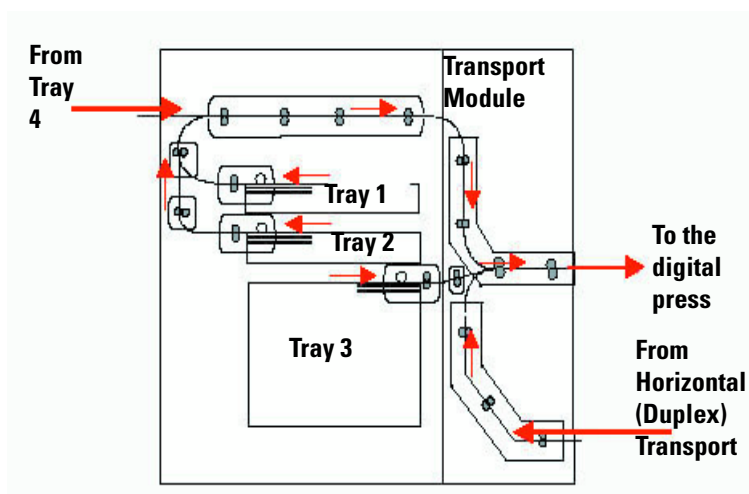 From
Tray
4
Transport
Module
Tray 1
Tray 2
To the
digital
press
Tray 3
From
Horizontal
(Duplex)
Transport